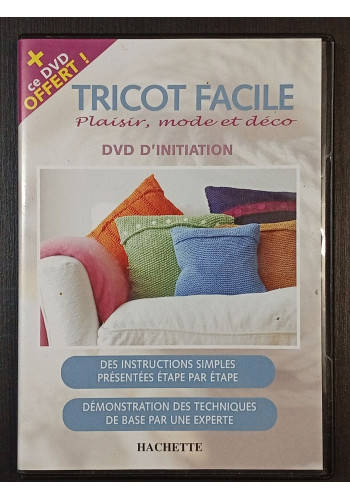 +
ce DVD
OFFERT !
TRICOT FACILE
Plaisir, mode et déco
DVD D'INITIATION
DES INSTRUCTIONS SIMPLES
PRÉSENTÉES ÉTAPE PAR ÉTAPE
DÉMONSTRATION DES TECHNIQUES
DE BASE PAR UNE EXPERTE
HACHETTE